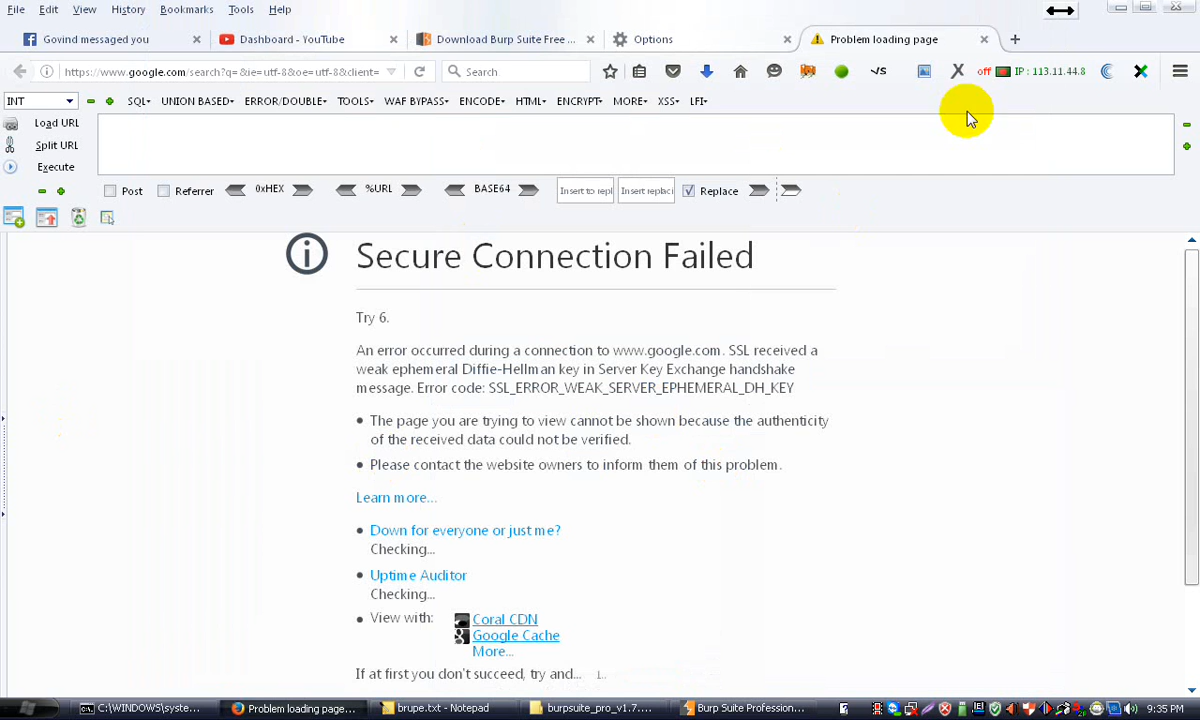 File Edit View History Bookmarks Tools Help
Govind messaged you Dashboard - YouTube Download Burp Suite Free ... Options Problem loading page
https://www.google.com/search?q=&ie=utf-8&oe=utf-8&client= Search off IP : 113.11.44.8
INT SQL UNION BASED ERROR/DOUBLE TOOLS WAF BYPASS ENCODE HTML ENCRYPT MORE XSS LFI
Load URL
Split URL
Execute
Post Referrer 0xHEX %URL BASE64 Insert to repl Insert replaci Replace
Secure Connection Failed
Try 6.
An error occurred during a connection to www.google.com. SSL received a
weak ephemeral Diffie-Hellman key in Server Key Exchange handshake
message. Error code: SSL_ERROR_WEAK_SERVER_EPHEMERAL_DH_KEY
The page you are trying to view cannot be shown because the authenticity
of the received data could not be verified.
Please contact the website owners to inform them of this problem.
Learn more...
Down for everyone or just me?
Checking...
Uptime Auditor
Checking...
View with: Coral CDN
Google Cache
More...
If at first you don't succeed, try and... 1..
C:\WINDOWS\syste... Problem loading page... brupe.txt - Notepad burpsuite_pro_v1.7.... Burp Suite Profession... 9:35 PM